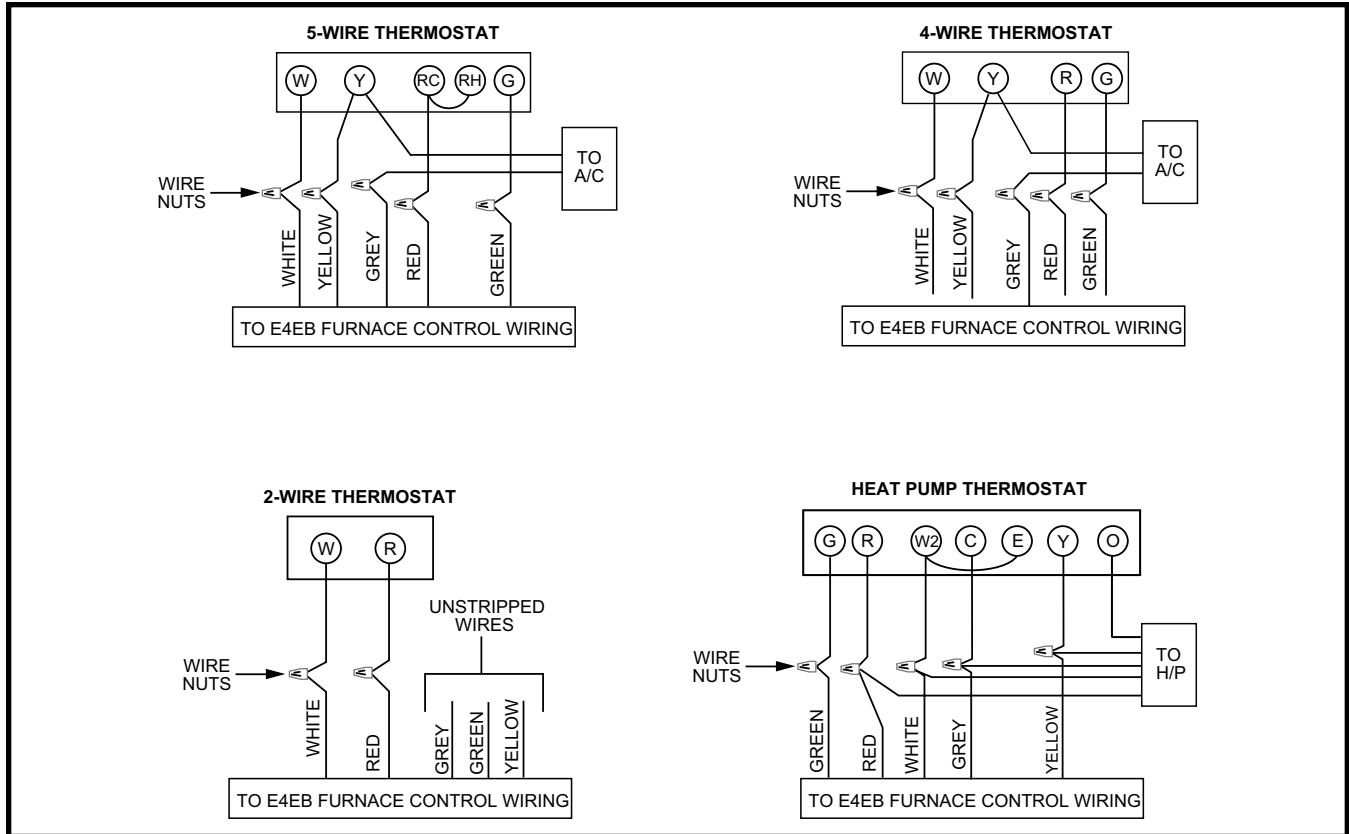 5-WIRE THERMOSTAT
W Y RC RH G
TO
A/C
WIRE
NUTS
WHITE
YELLOW
GREY
RED
GREEN
TO E4EB FURNACE CONTROL WIRING
4-WIRE THERMOSTAT
W Y R G
TO
A/C
WIRE
NUTS
WHITE
YELLOW
GREY
RED
GREEN
TO E4EB FURNACE CONTROL WIRING
2-WIRE THERMOSTAT
W R
UNSTRIPPED
WIRES
WIRE
NUTS
WHITE
RED
GREY
GREEN
YELLOW
TO E4EB FURNACE CONTROL WIRING
HEAT PUMP THERMOSTAT
G R W2 C E Y O
TO
H/P
WIRE
NUTS
GREEN
RED
WHITE
GREY
YELLOW
TO E4EB FURNACE CONTROL WIRING